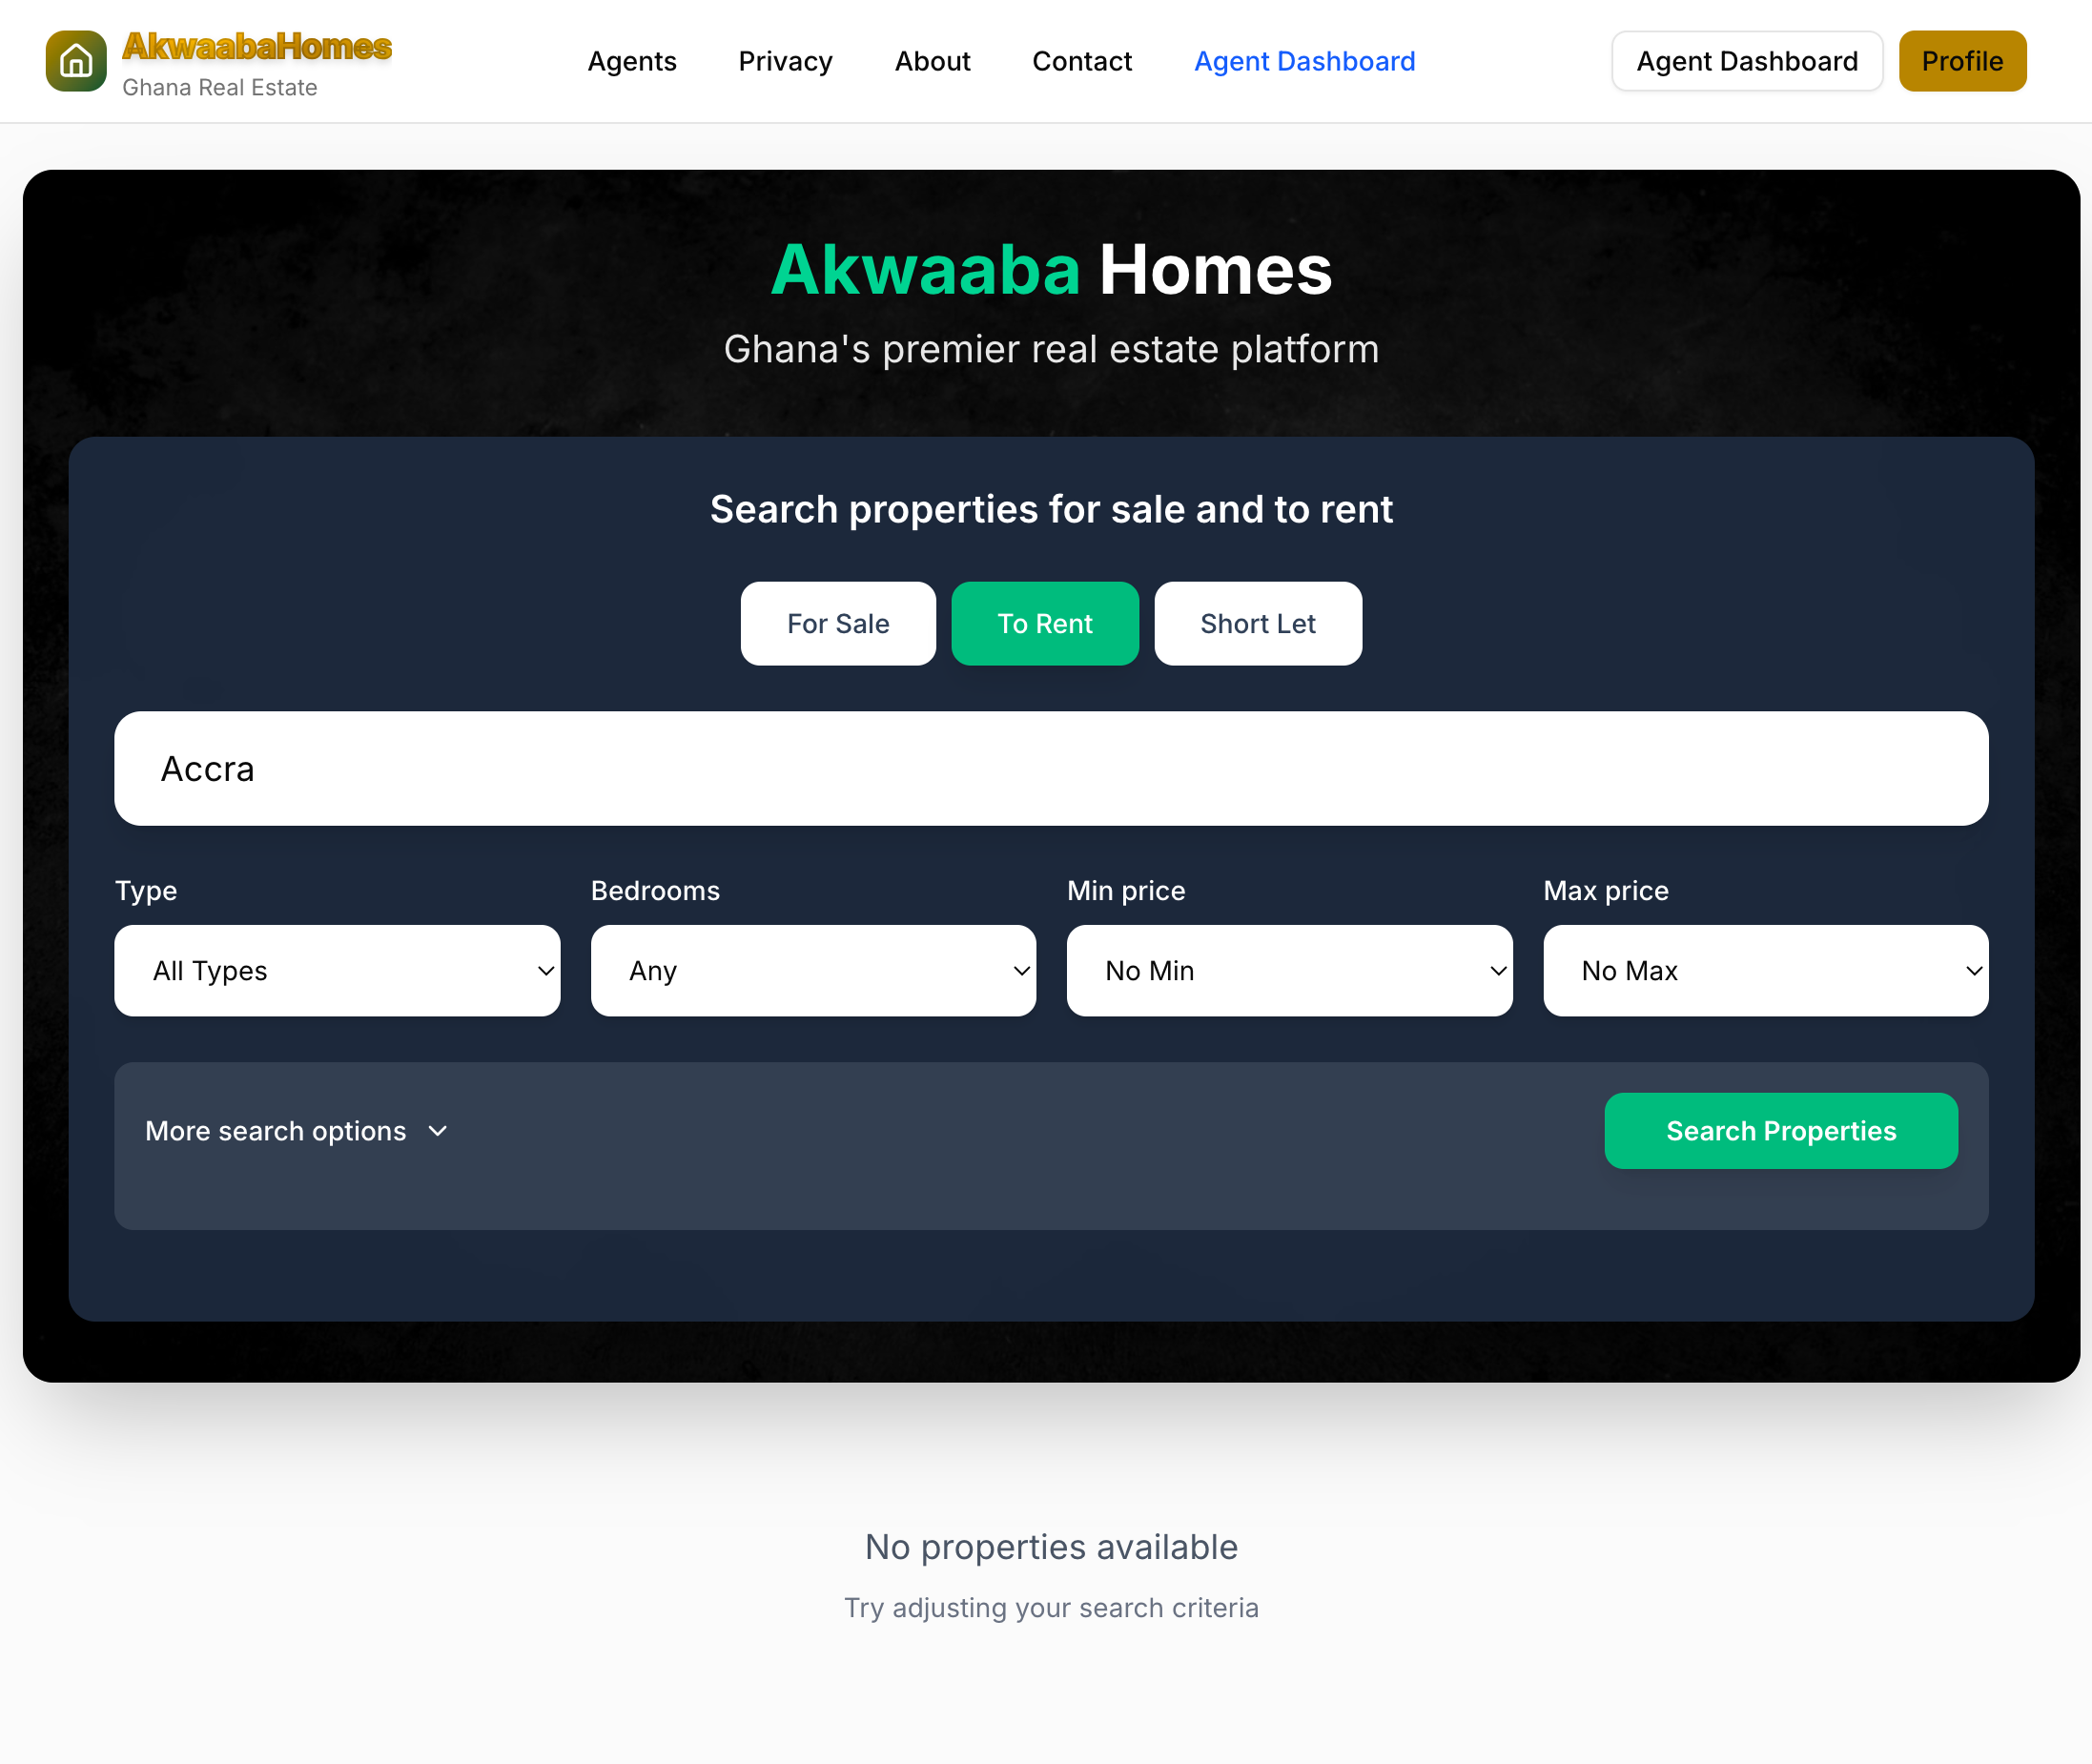 AkwaabaHomes
Ghana Real Estate
Agents Privacy About Contact Agent Dashboard
Agent Dashboard Profile
Akwaaba Homes
Ghana's premier real estate platform
Search properties for sale and to rent
For Sale To Rent Short Let
Accra
Type Bedrooms Min price Max price
All Types Any No Min No Max
More search options Search Properties
No properties available
Try adjusting your search criteria